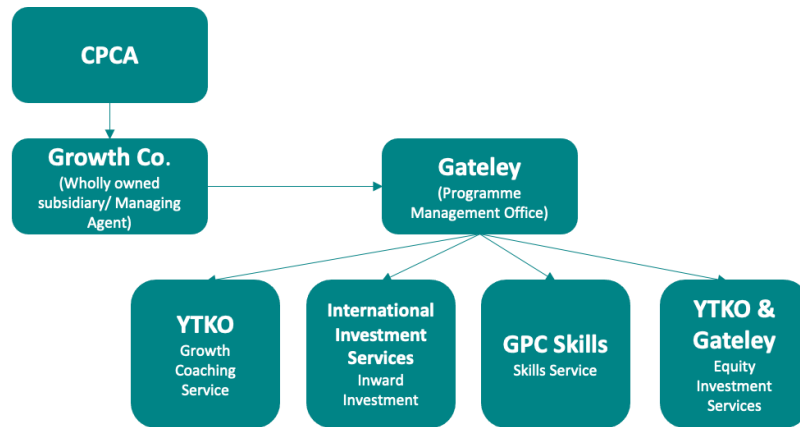 CPCA
Growth Co.
(Wholly owned
subsidiary/ Managing
Agent)
Gateley
(Programme
Management Office)
YTKO
Growth
Coaching
Service
International
Investment
Services
Inward
Investment
GPC Skills
Skills Service
YTKO &
Gateley
Equity
Investment
Services